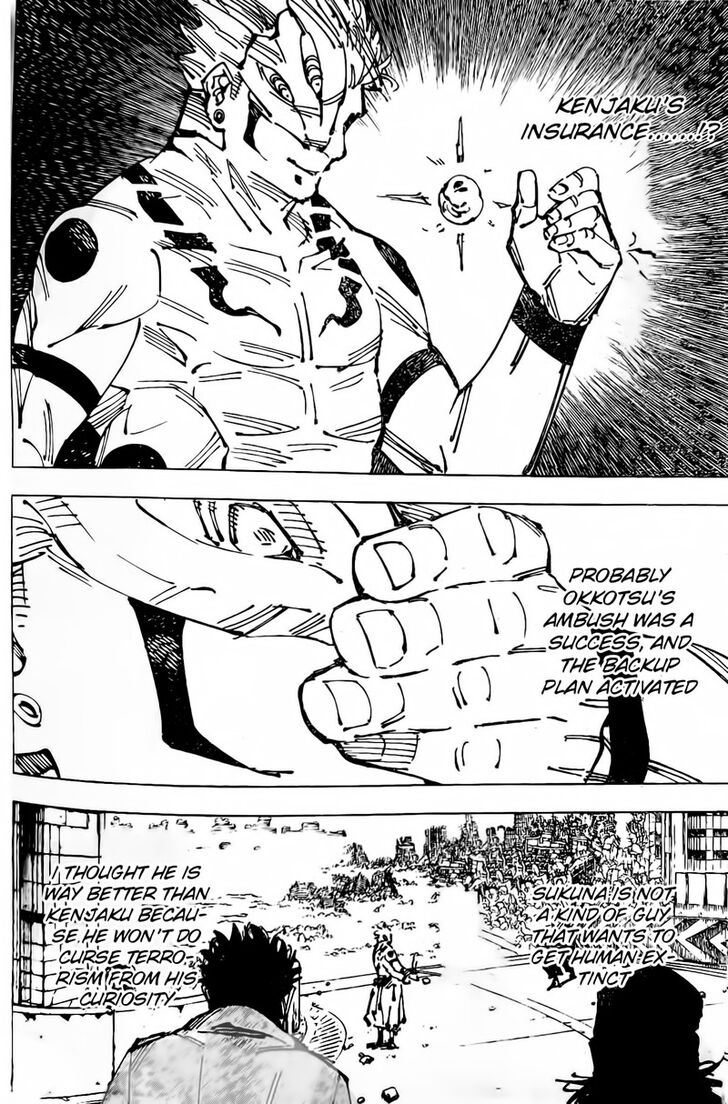 KENJAKU'S
INSURANCE......!?
PROBABLY
OKKOTSU'S
AMBUSH WAS A
SUCCESS, AND
THE BACKUP
PLAN ACTIVATED
I THOUGHT HE IS
WAY BETTER THAN
KENJAKU BECAU-
SE HE WON'T DO
CURSE TERRO-
RISM FROM HIS
CURIOSITY
SUKUNA IS NOT
A KIND OF GUY
THAT WANTS TO
GET HUMAN EX-
TINCT